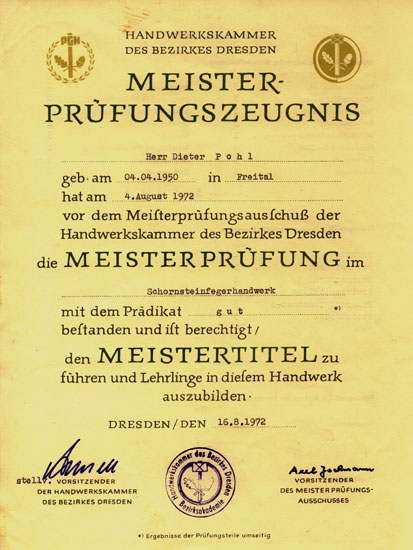 PGH
HANDWERKSKAMMER
DES BEZIRKES DRESDEN
MEISTER-
PRÜFUNGSZEUGNIS
Herr Dieter Pohl
geb. am 04.04.1950 in Freital
hat am 4. August 1972
vor dem Meisterprüfungsausschuß der
Handwerkskammer des Bezirkes Dresden
die MEISTERPRÜFUNG im
Schornsteinfegerhandwerk
mit dem Prädikat gut *)
bestanden und ist berechtigt/
den MEISTERTITEL zu
führen und Lehrlinge in diesem Handwerk
auszubilden.
DRESDEN/DEN 16.8.1972
stellv. VORSITZENDER
DER HANDWERKSKAMMER
DES BEZIRKES DRESDEN
Handwerkskammer des Bezirkes Dresden
Bezirksakademie
VORSITZENDER
DES MEISTER PRÜFUNGS-
AUSSCHUSSES
*) Ergebnisse der Prüfungsteile umseitig